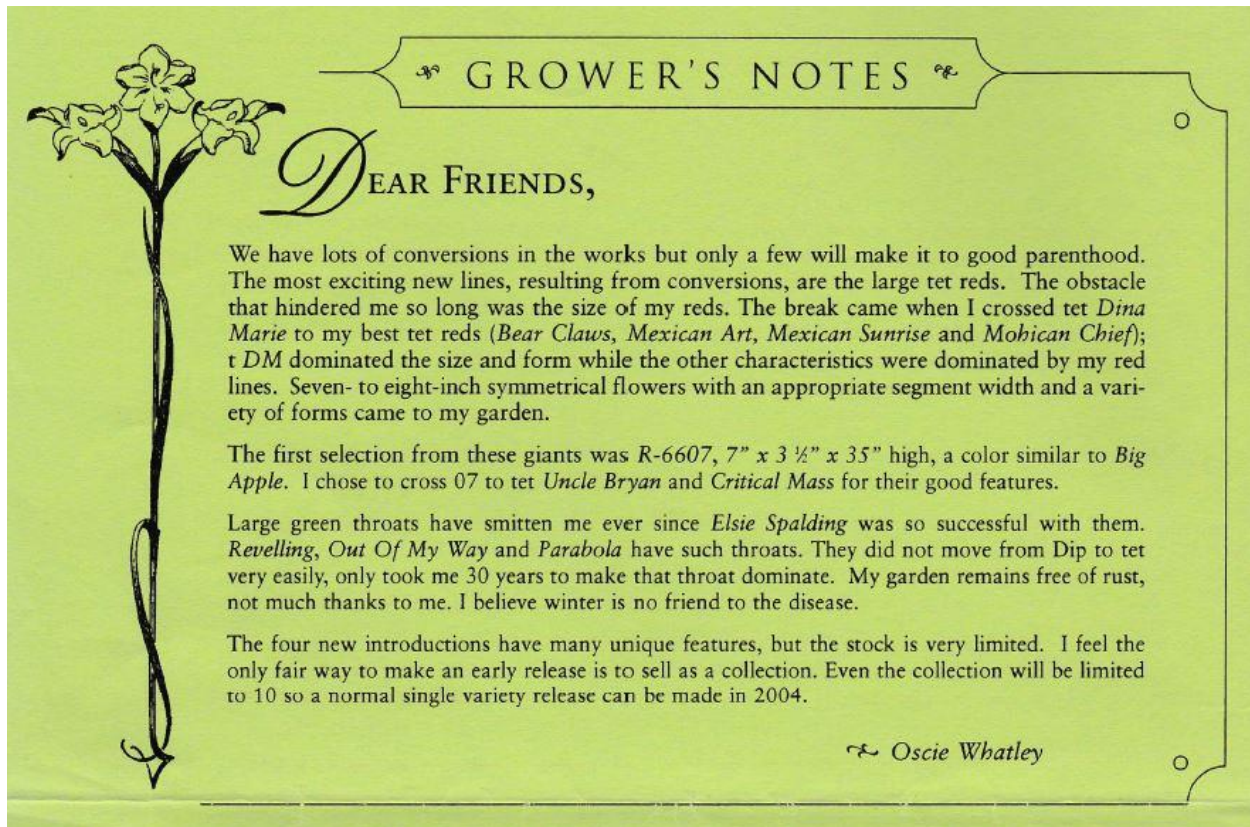 GROWER'S NOTES
DEAR FRIENDS,
We have lots of conversions in the works but only a few will make it to good parenthood.
The most exciting new lines, resulting from conversions, are the large tet reds. The obstacle
that hindered me so long was the size of my reds. The break came when I crossed tet Dina
Marie to my best tet reds (Bear Claws, Mexican Art, Mexican Sunrise and Mohican Chief);
t DM dominated the size and form while the other characteristics were dominated by my red
lines. Seven- to eight-inch symmetrical flowers with an appropriate segment width and a vari-
ety of forms came to my garden.
The first selection from these giants was R-6607, 7” x 3 ½” x 35” high, a color similar to Big
Apple. I chose to cross 07 to tet Uncle Bryan and Critical Mass for their good features.
Large green throats have smitten me ever since Elsie Spalding was so successful with them.
Revelling, Out Of My Way and Parabola have such throats. They did not move from Dip to tet
very easily, only took me 30 years to make that throat dominate. My garden remains free of rust,
not much thanks to me. I believe winter is no friend to the disease.
The four new introductions have many unique features, but the stock is very limited. I feel the
only fair way to make an early release is to sell as a collection. Even the collection will be limited
to 10 so a normal single variety release can be made in 2004.
Oscie Whatley